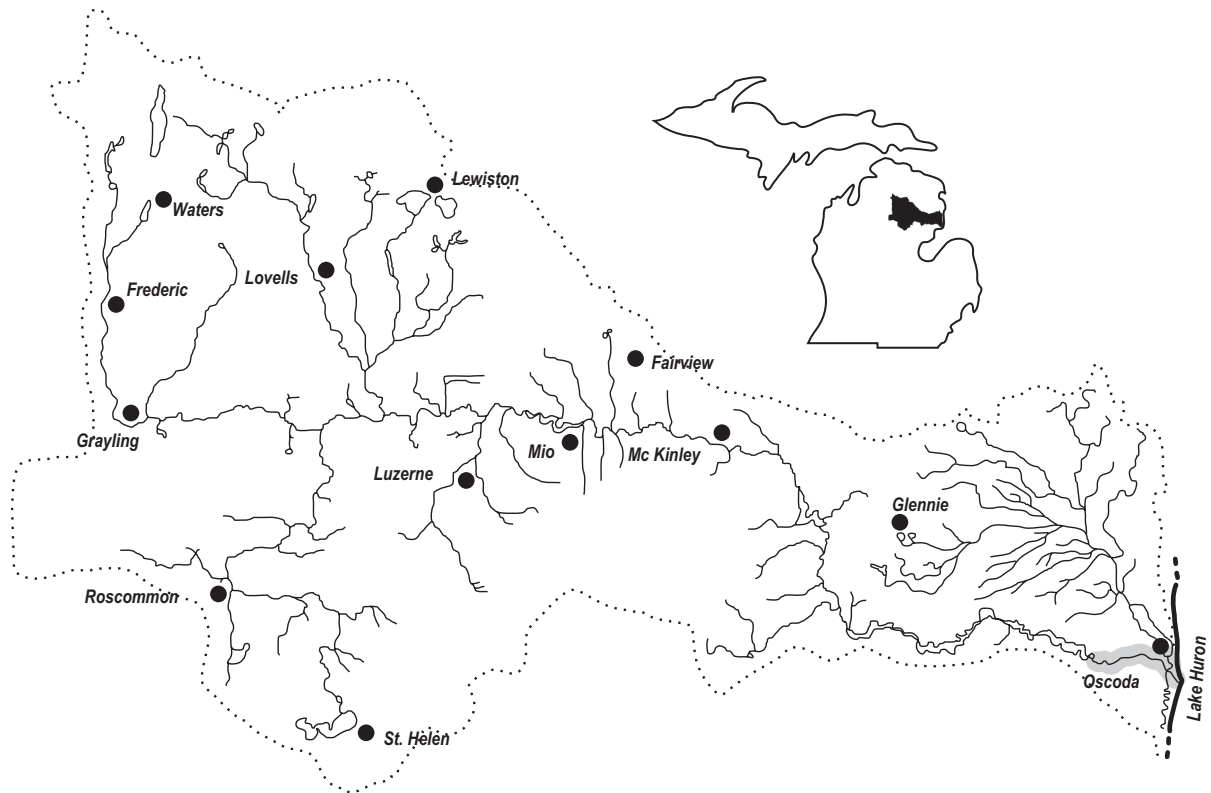 Lewiston
Waters
Lovells
Frederic
Fairview
Grayling
Mio
Mc Kinley
Luzerne
Glennie
Roscommon
Oscoda
Lake Huron
St. Helen